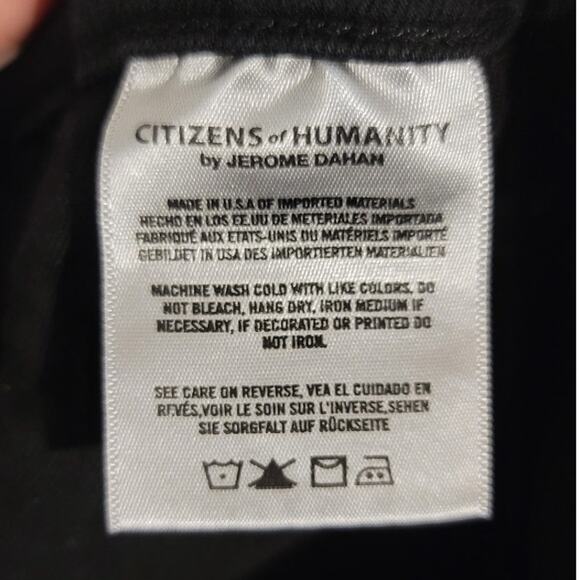 CITIZENS of HUMANITY
by JEROME DAHAN
MADE IN U.S.A OF IMPORTED MATERIALS
HECHO EN LOS EE.UU DE METERIALES IMPORTADA
FABRIQUÉ AUX ETATS-UNIS DU MATÉRIELS IMPORTÉ
GEBILDET IN USA DES IMPORTIERTEN MATERIALIEN
MACHINE WASH COLD WITH LIKE COLORS. DO
NOT BLEACH, HANG DRY, IRON MEDIUM IF
NECESSARY, IF DECORATED OR PRINTED DO
NOT IRON.
SEE CARE ON REVERSE, VEA EL CUIDADO EN
REVÉS,VOIR LE SOIN SUR L'INVERSE,SEHEN
SIE SORGFALT AUF RÜCKSEITE